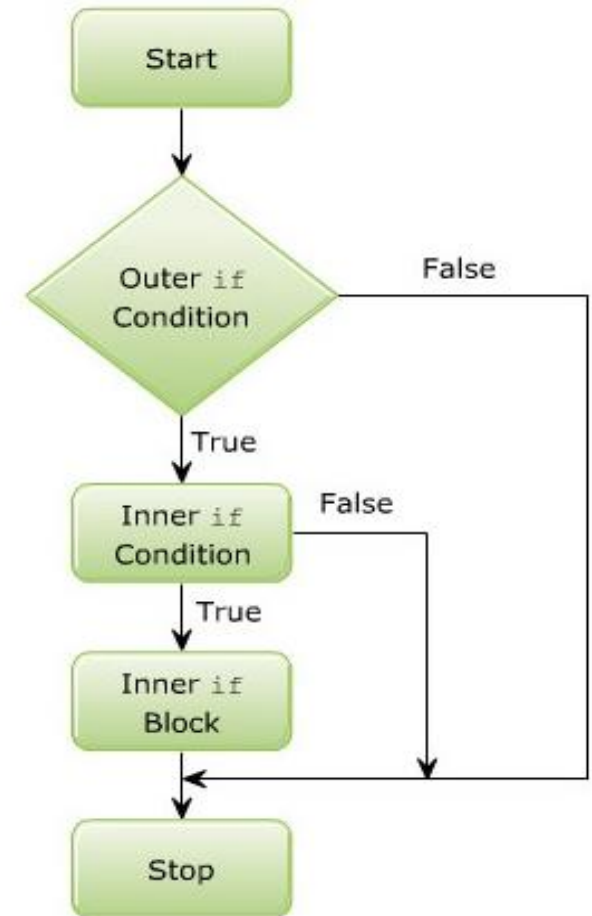 Start
Outer if
Condition
False
True
Inner if
Condition
False
True
Inner if
Block
Stop